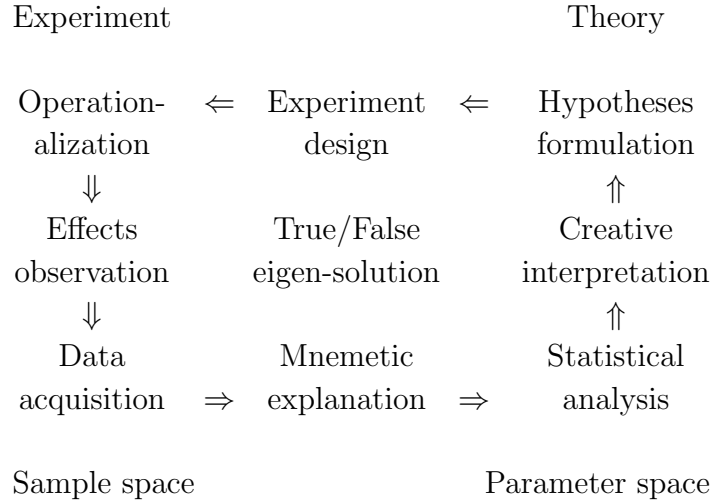 Experiment Theory
Operation- ⇐ Experiment ⇐ Hypotheses
alization design formulation
⇓ ⇑
Effects True/False Creative
observation eigen-solution interpretation
⇓ ⇑
Data Mnemetic Statistical
acquisition ⇒ explanation ⇒ analysis
Sample space Parameter space